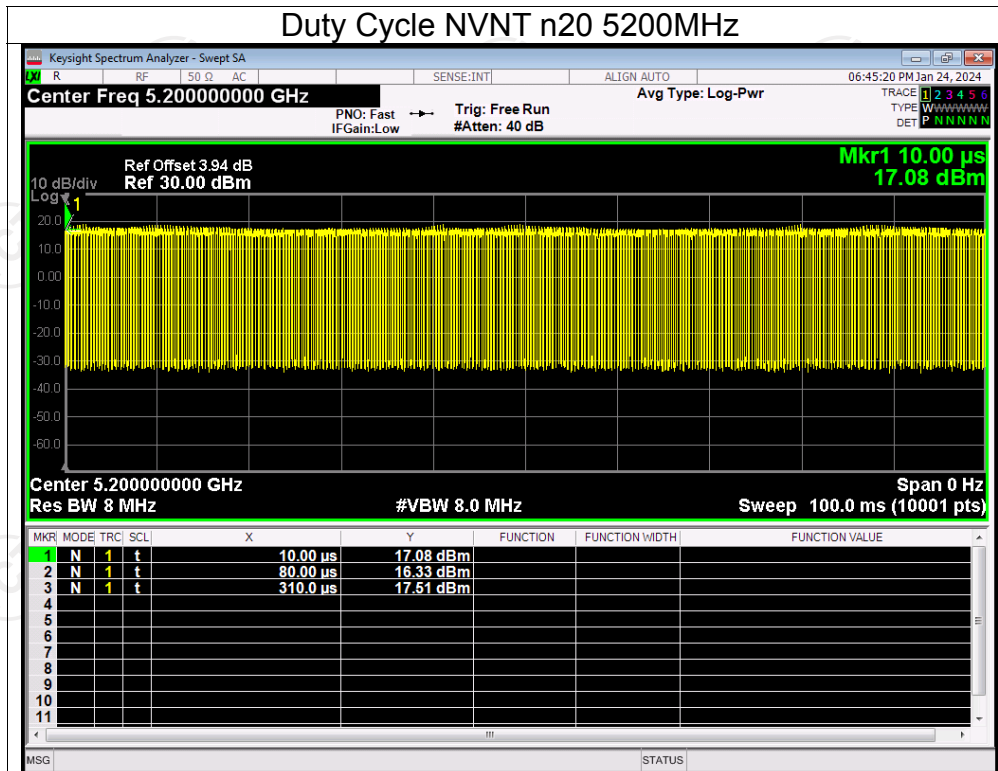 Duty Cycle NVNT n20 5200MHz
Keysight Spectrum Analyzer - Swept SA
LXI R RF 50 Ω AC SENSE:INT ALIGN AUTO 06:45:20 PM Jan 24, 2024
Center Freq 5.200000000 GHz Avg Type: Log-Pwr TRACE 1 2 3 4 5 6
PNO: Fast Trig: Free Run TYPE WWWWWWW
IFGain:Low #Atten: 40 dB DET P N N N N N
Mkr1 10.00 µs
Ref Offset 3.94 dB
10 dB/div Ref 30.00 dBm 17.08 dBm
Log
1
20.0
10.0
0.00
-10.0
-20.0
-30.0
-40.0
-50.0
-60.0
Center 5.200000000 GHz Span 0 Hz
Res BW 8 MHz #VBW 8.0 MHz Sweep 100.0 ms (10001 pts)
MKR MODE TRC SCL X Y FUNCTION FUNCTION WIDTH FUNCTION VALUE
1 N 1 t 10.00 µs 17.08 dBm
2 N 1 t 80.00 µs 16.33 dBm
3 N 1 t 310.0 µs 17.51 dBm
4
5
6
7
8
9
10
11
MSG STATUS